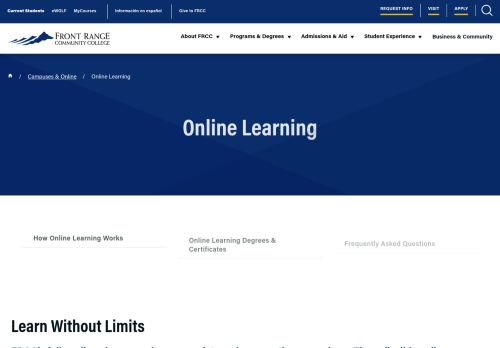 Current Students eWOLF MyCourses Información en español Give to FRCC REQUEST INFO VISIT APPLY
FRONT RANGE
COMMUNITY COLLEGE
About FRCC Programs & Degrees Admissions & Aid Student Experience Business & Community
/ Campuses & Online / Online Learning
Online Learning
How Online Learning Works
Online Learning Degrees &
Certificates
Frequently Asked Questions
Learn Without Limits